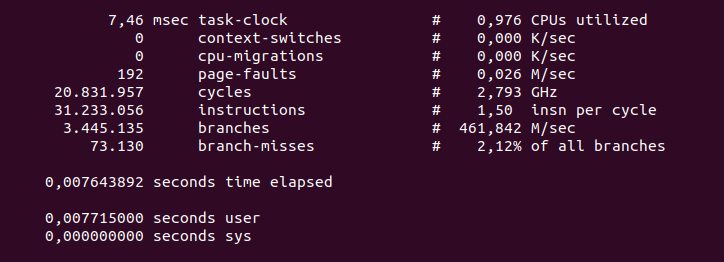 7,46 msec task-clock # 0,976 CPUs utilized
0 context-switches # 0,000 K/sec
0 cpu-migrations # 0,000 K/sec
192 page-faults # 0,026 M/sec
20.831.957 cycles # 2,793 GHz
31.233.056 instructions # 1,50 insn per cycle
3.445.135 branches # 461,842 M/sec
73.130 branch-misses # 2,12% of all branches
0,007643892 seconds time elapsed
0,007715000 seconds user
0,000000000 seconds sys